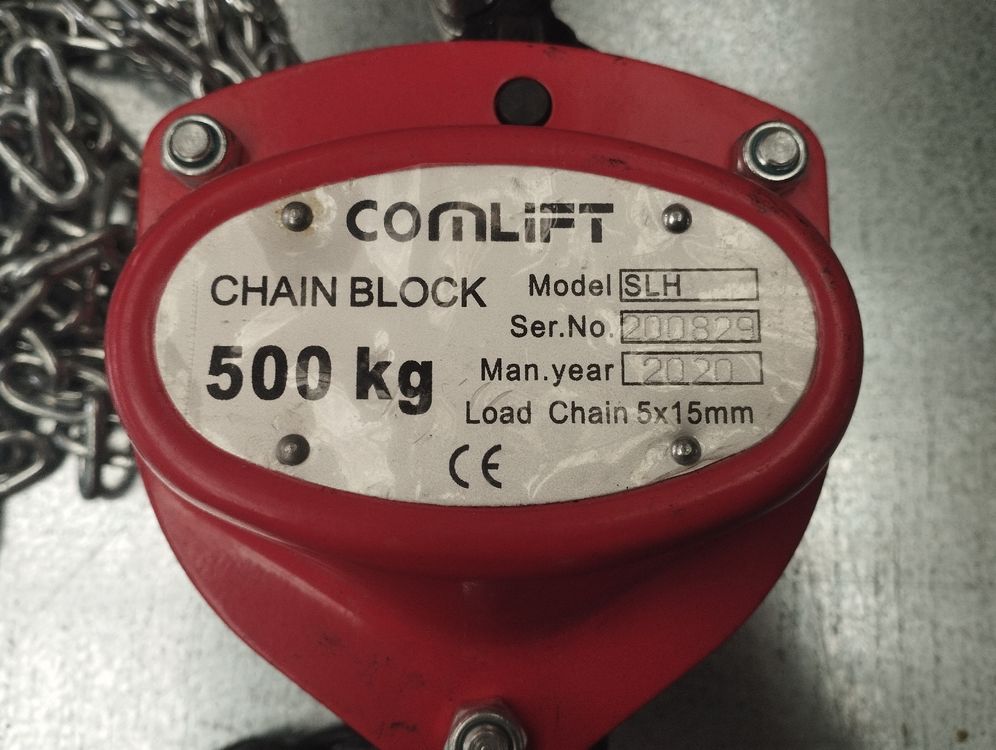 COMLIFT
CHAIN BLOCK
500 kg
Model SLH
Ser.No. 200829
Man.year 2020
Load Chain 5x15mm
CE